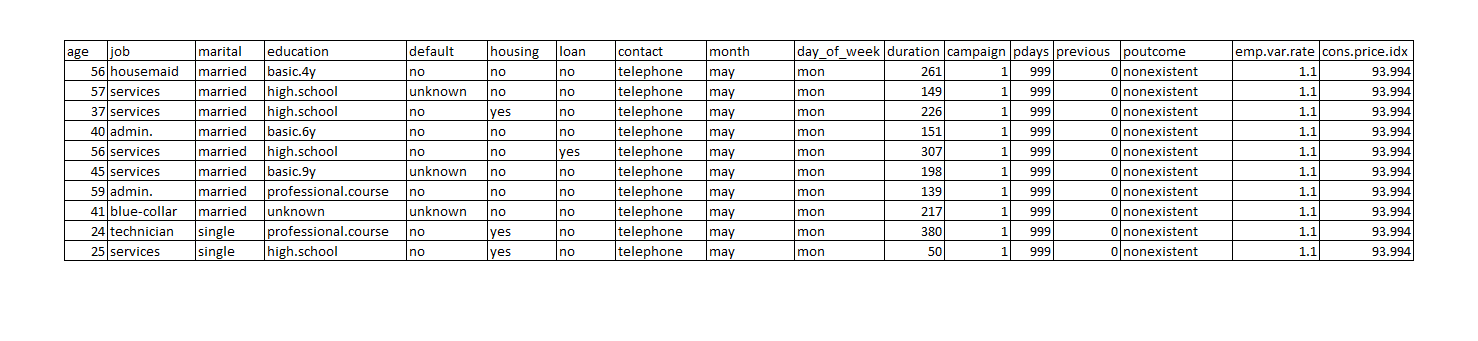 age job marital education default housing loan contact month day_of_week duration campaign pdays previous poutcome emp.var.rate cons.price.idx
56 housemaid married basic.4y no no no telephone may mon 261 1 999 0 nonexistent 1.1 93.994
57 services married high.school unknown no no telephone may mon 149 1 999 0 nonexistent 1.1 93.994
37 services married high.school no yes no telephone may mon 226 1 999 0 nonexistent 1.1 93.994
40 admin. married basic.6y no no no telephone may mon 151 1 999 0 nonexistent 1.1 93.994
56 services married high.school no no yes telephone may mon 307 1 999 0 nonexistent 1.1 93.994
45 services married basic.9y unknown no no telephone may mon 198 1 999 0 nonexistent 1.1 93.994
59 admin. married professional.course no no no telephone may mon 139 1 999 0 nonexistent 1.1 93.994
41 blue-collar married unknown unknown no no telephone may mon 217 1 999 0 nonexistent 1.1 93.994
24 technician single professional.course no yes no telephone may mon 380 1 999 0 nonexistent 1.1 93.994
25 services single high.school no yes no telephone may mon 50 1 999 0 nonexistent 1.1 93.994